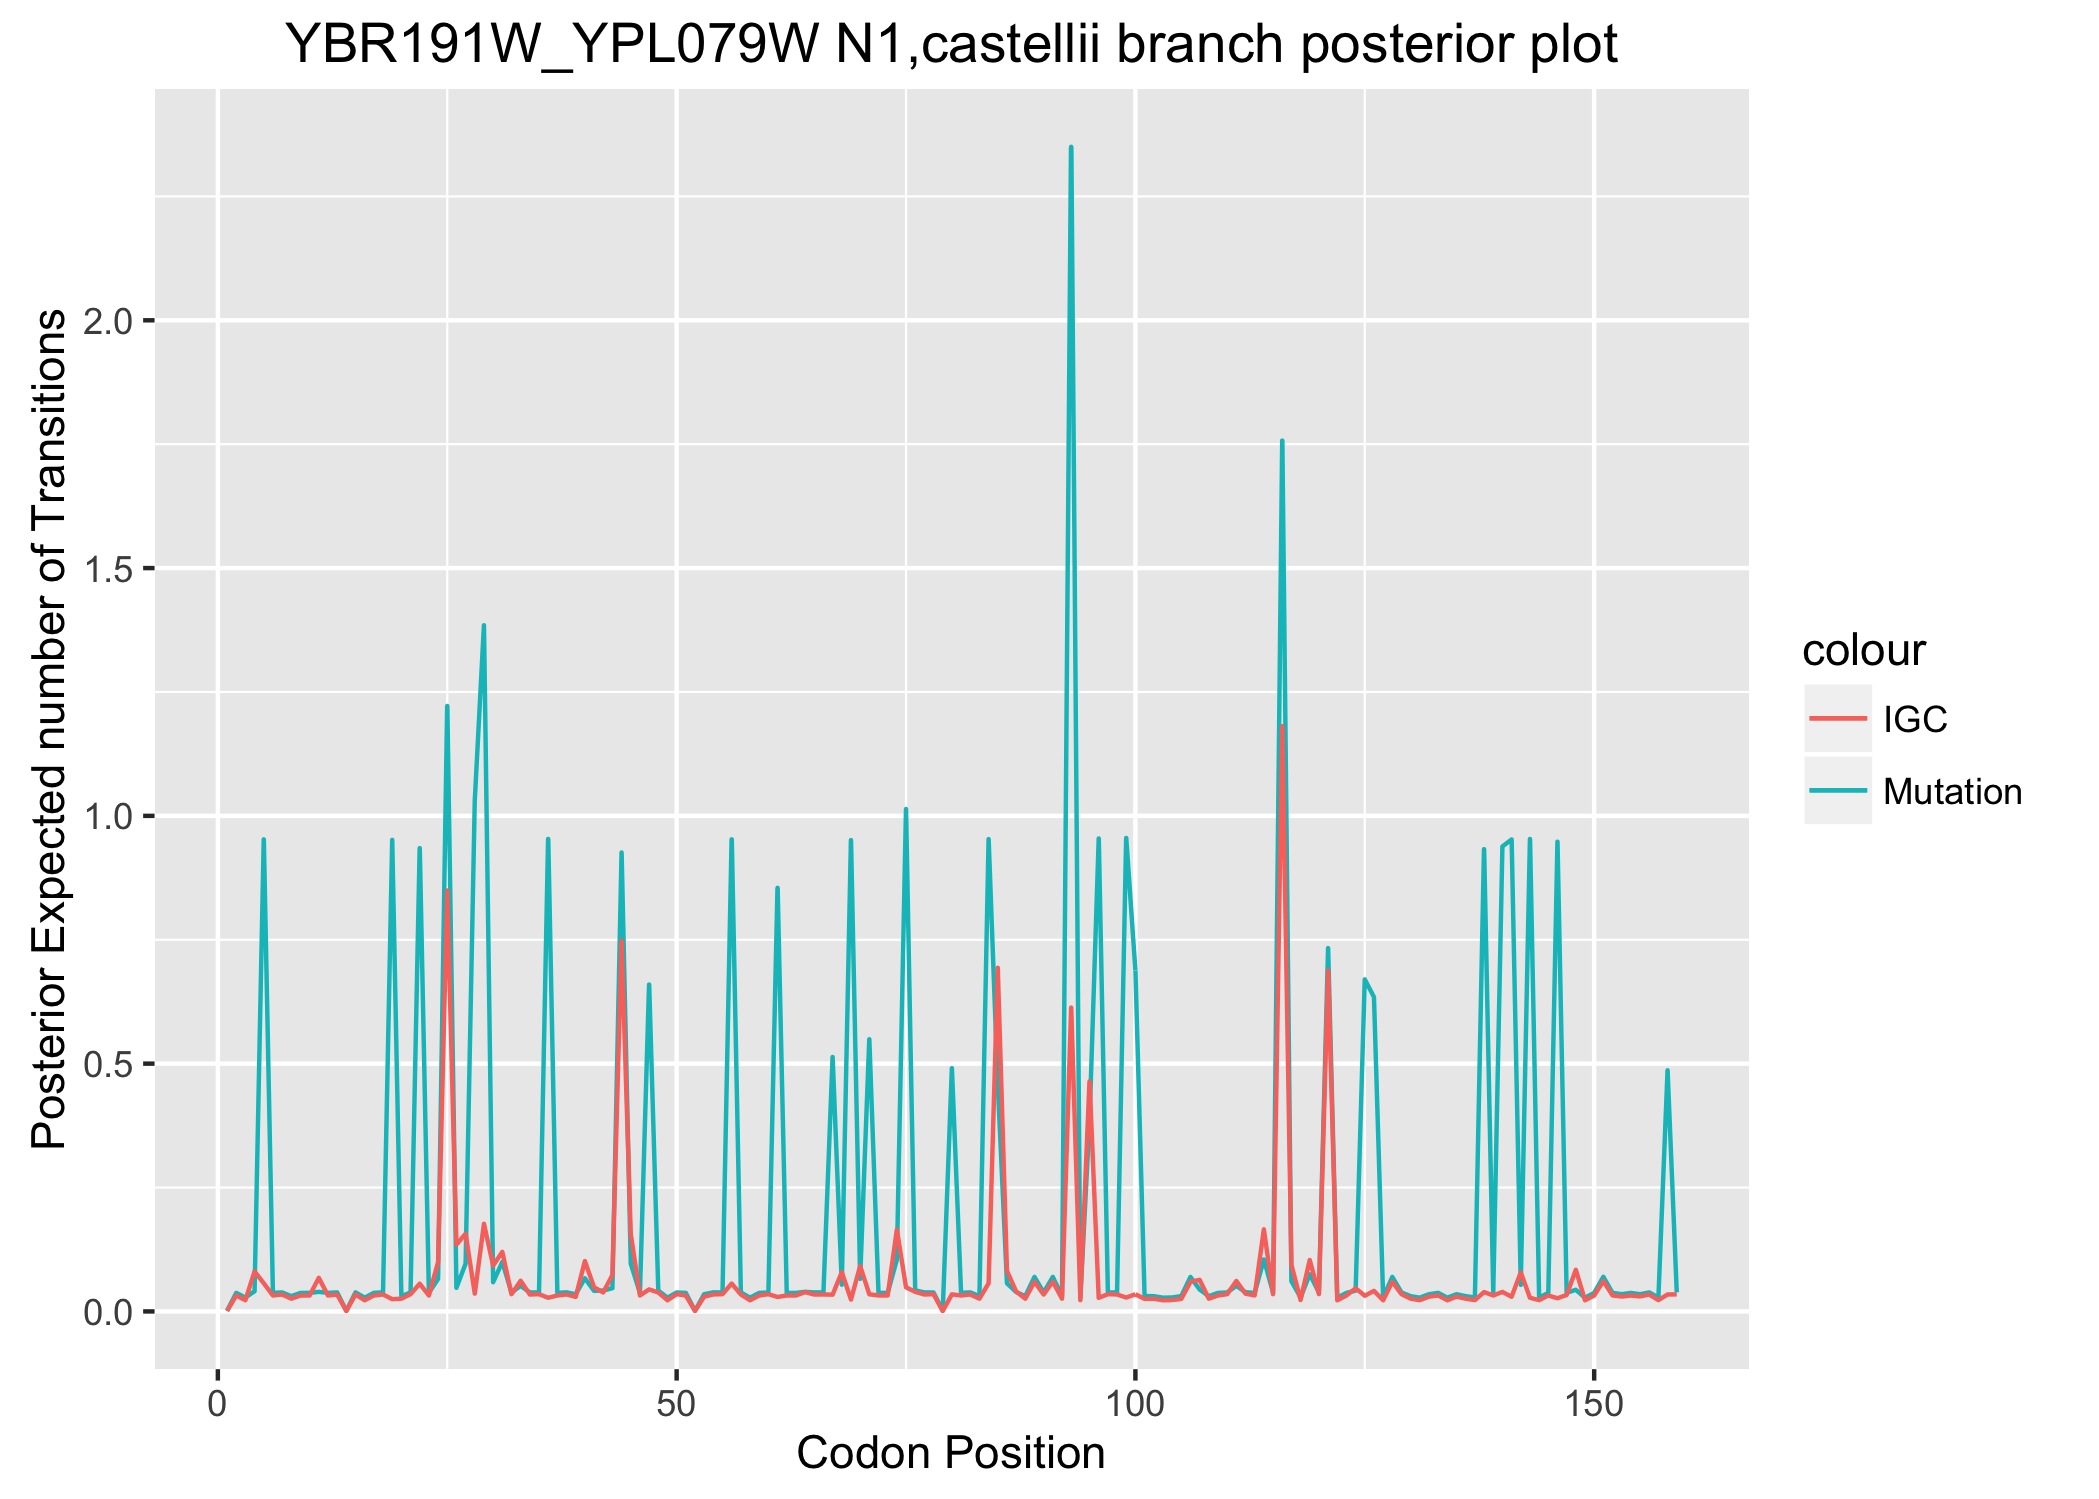 YBR191W_YPL079W N1,castellii branch posterior plot
Posterior Expected number of Transitions
2.0
1.5
1.0
0.5
0.0
0
50
100
150
Codon Position
colour
IGC
Mutation